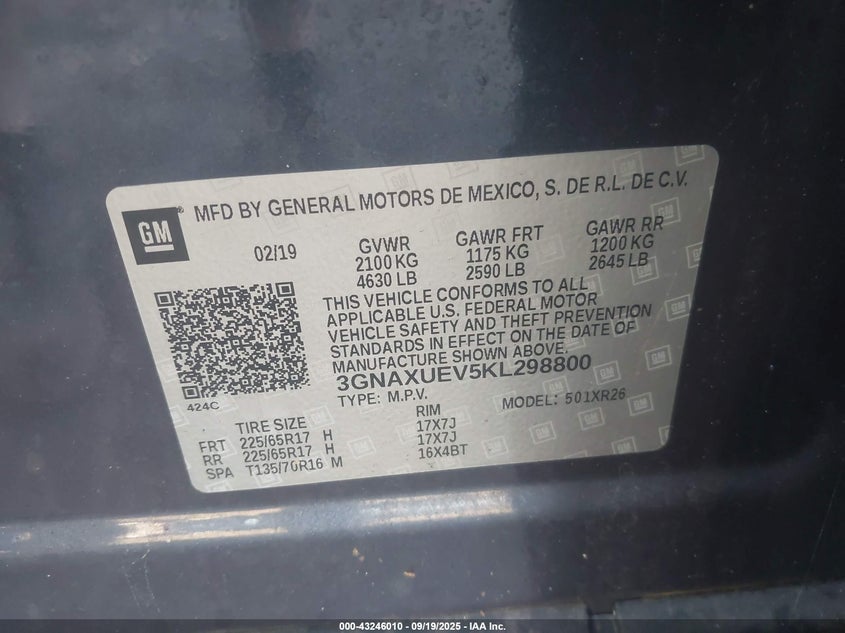 GM
MFD BY GENERAL MOTORS DE MEXICO, S. DE R.L. DE C.V.
02/19
GVWR
2100 KG
4630 LB
GAWR FRT
1175 KG
2590 LB
GAWR RR
1200 KG
2645 LB
THIS VEHICLE CONFORMS TO ALL
APPLICABLE U.S. FEDERAL MOTOR
VEHICLE SAFETY AND THEFT PREVENTION
STANDARDS IN EFFECT ON THE DATE OF
MANUFACTURE SHOWN ABOVE.
424C
3GNAXUEV5KL298800
TYPE: M.P.V. MODEL: 501XR26
TIRE SIZE RIM
FRT 225/65R17 H 17X7J
RR 225/65R17 H 17X7J
SPA T135/70R16 M 16X4BT
000-43246010 - 09/19/2025 - IAA Inc.